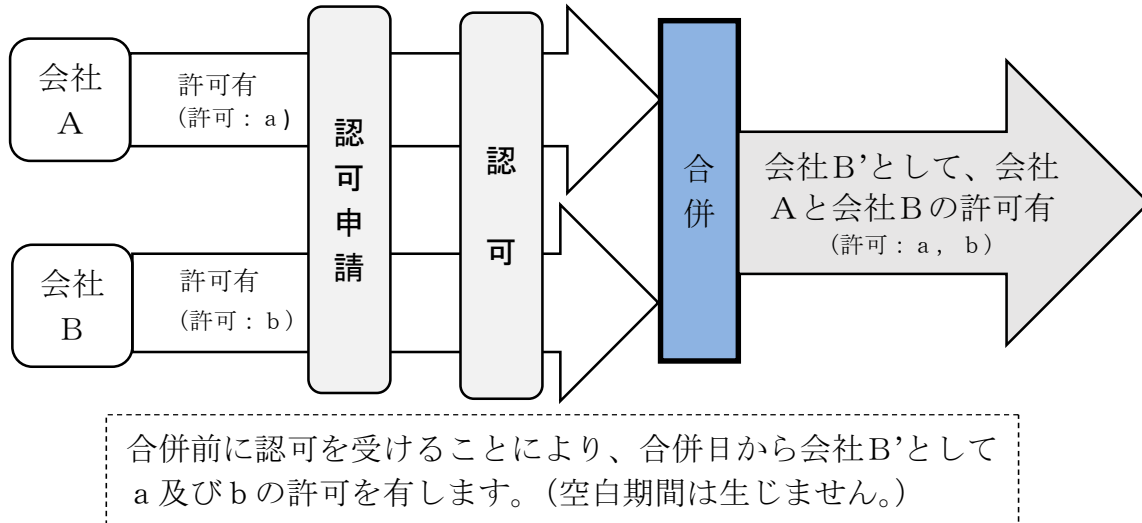 会社
Ａ
許可有
(許可：ａ)
認可申請
認可
合併
会社Ｂ’として、会社
Ａと会社Ｂの許可有
(許可：ａ，ｂ)
会社
Ｂ
許可有
(許可：ｂ)
合併前に認可を受けることにより、合併日から会社Ｂ’として
ａ及びｂの許可を有します。(空白期間は生じません。)